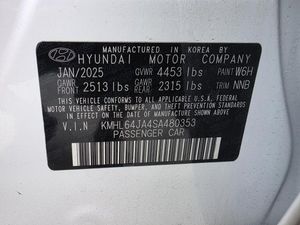 MANUFACTURED IN KOREA BY
HYUNDAI MOTOR COMPANY
JAN/2025 GVWR 4453 lbs PAINT W6H
GAWR FRONT 2513 lbs GAWR REAR 2315 lbs TRIM NNB
THIS VEHICLE CONFORMS TO ALL APPLICABLE U.S.A. FEDERAL
MOTOR VEHICLE SAFETY, BUMPER, AND THEFT PREVENTION STANDARDS
IN EFFECT ON THE DATE OF MANUFACTURE SHOWN ABOVE.
V.I.N KMHL64JA4SA480353
PASSENGER CAR